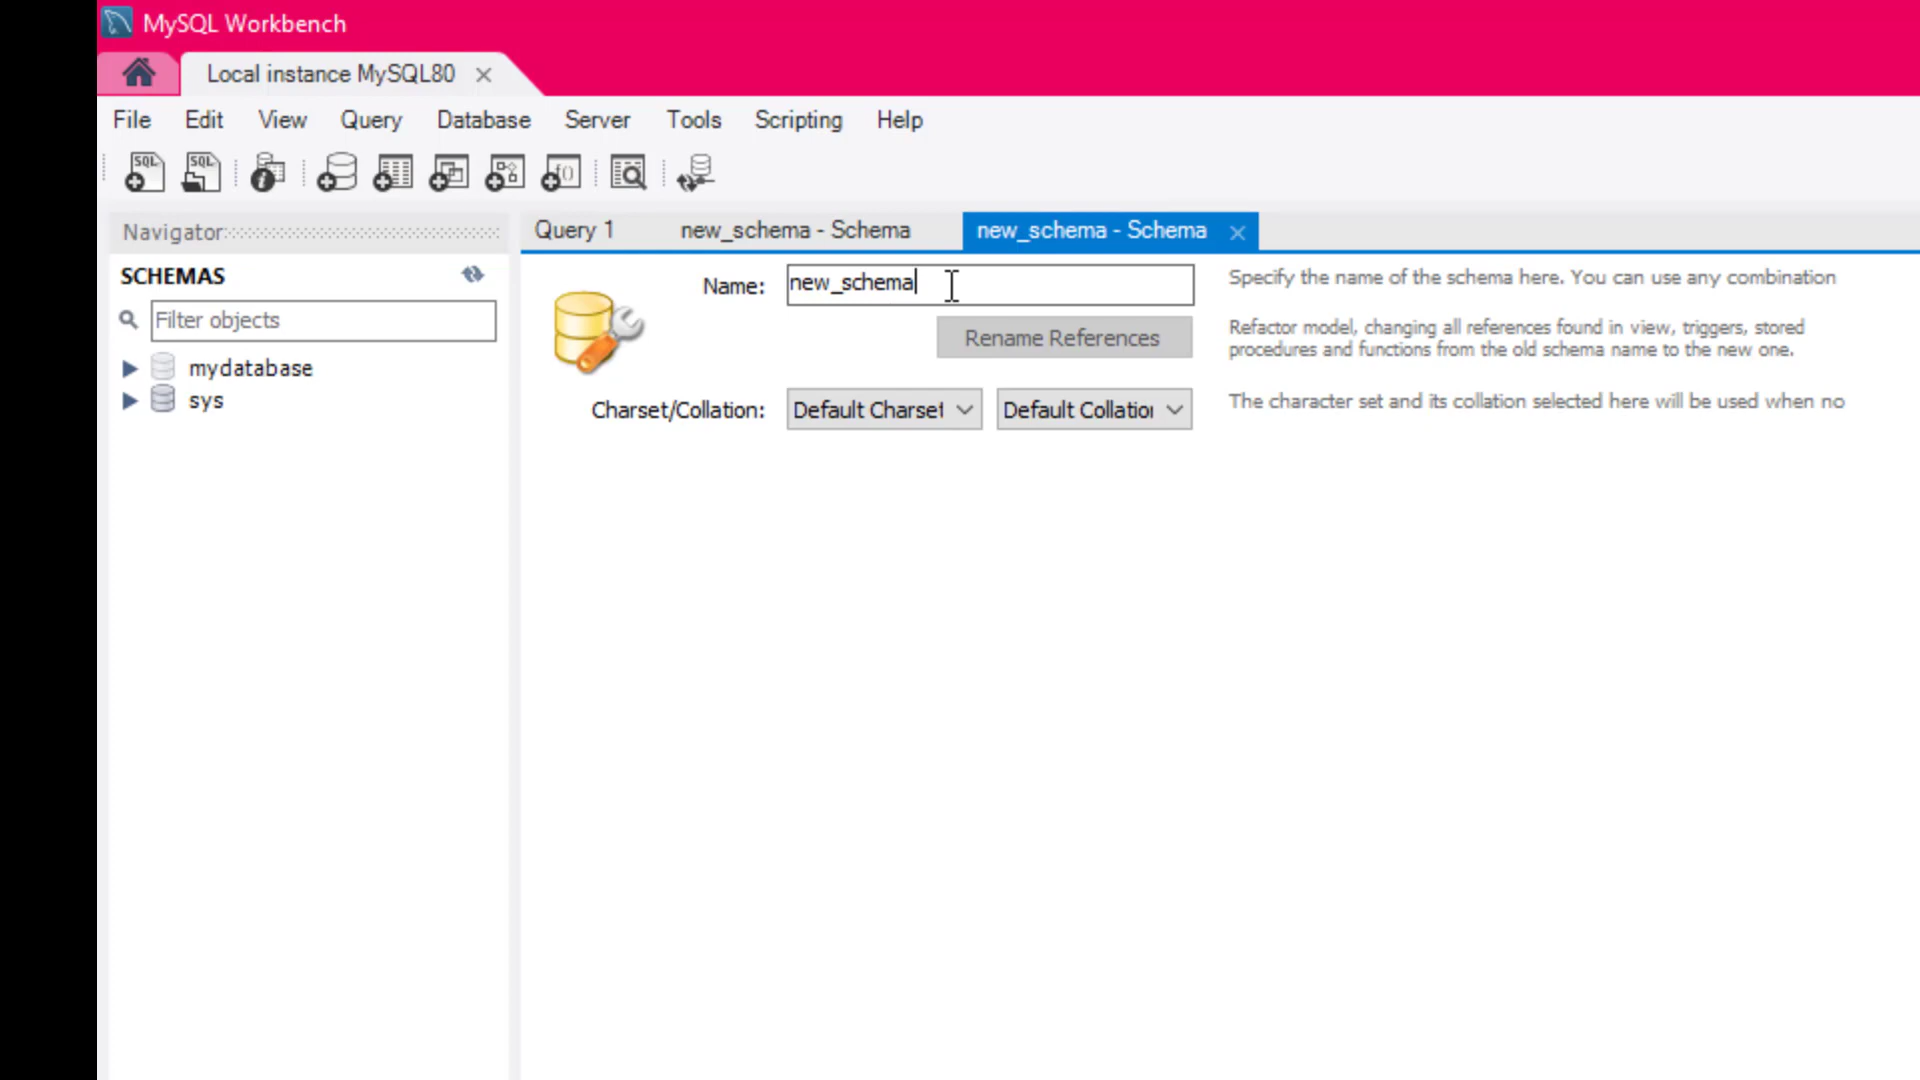 MySQL Workbench
Local instance MySQL80
File Edit View Query Database Server Tools Scripting Help
SQL SQL i f()
Navigator
Query 1 new_schema - Schema new_schema - Schema
SCHEMAS
Filter objects
mydatabase
sys
Name: new_schema
Specify the name of the schema here. You can use any combination
Rename References
Refactor model, changing all references found in view, triggers, stored
procedures and functions from the old schema name to the new one.
Charset/Collation: Default Charset Default Collation
The character set and its collation selected here will be used when no